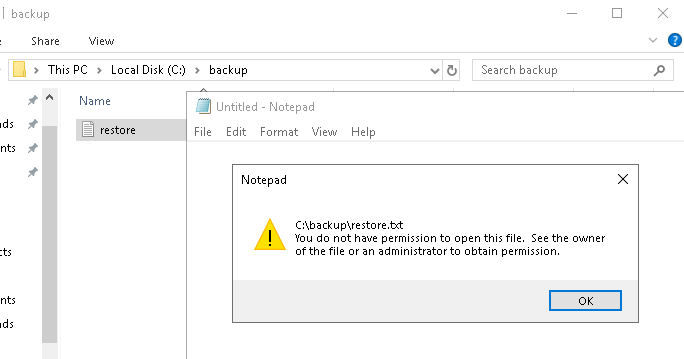 backup
Share View
?
This PC Local Disk (C:) backup
Search backup
Name
restore
Untitled - Notepad
File Edit Format View Help
nds
nts
cts
nts
nds
Notepad
C:\backup\restore.txt
You do not have permission to open this file.  See the owner
of the file or an administrator to obtain permission.
OK